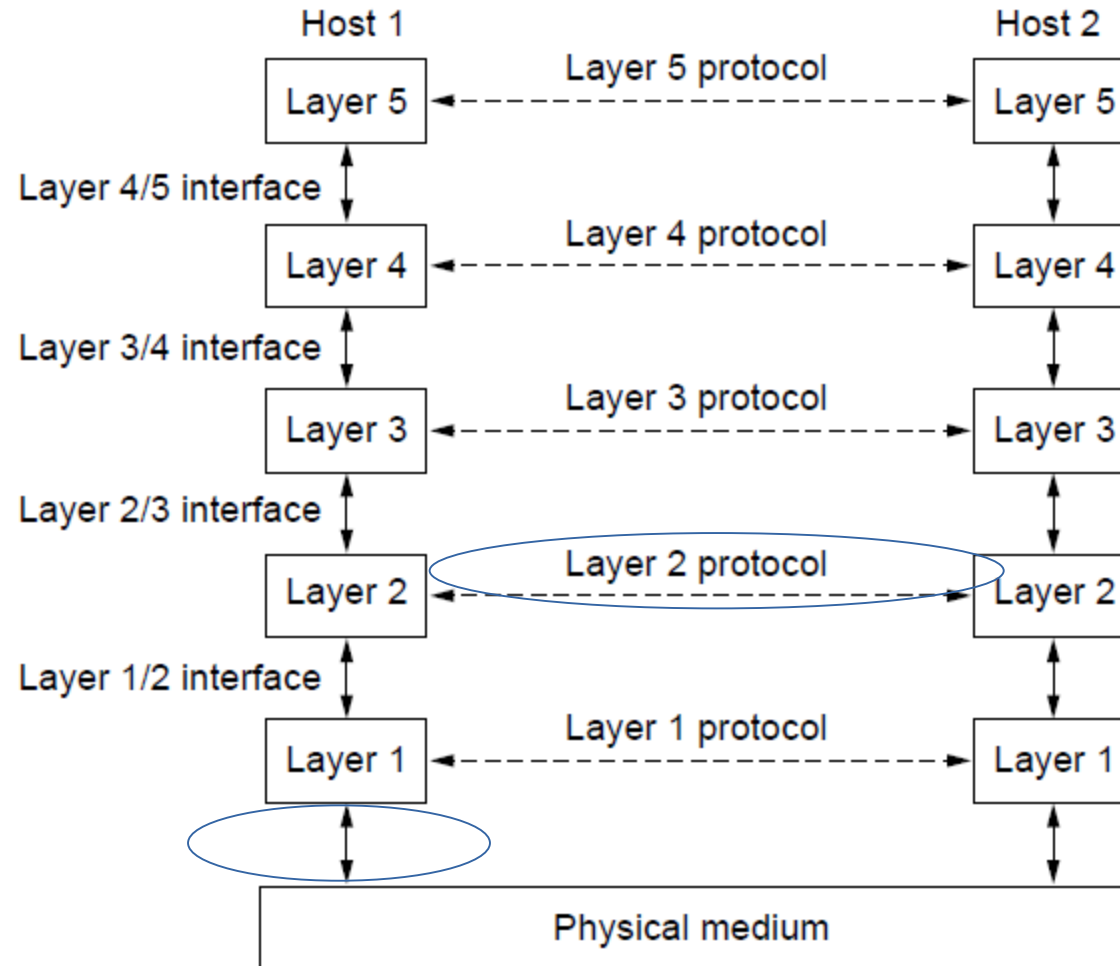 Host 1
Host 2
Layer 5 protocol
Layer 5
Layer 5
Layer 4/5 interface
Layer 4 protocol
Layer 4
Layer 4
Layer 3/4 interface
Layer 3 protocol
Layer 3
Layer 3
Layer 2/3 interface
Layer 2 protocol
Layer 2
Layer 2
Layer 1/2 interface
Layer 1 protocol
Layer 1
Layer 1
Physical medium